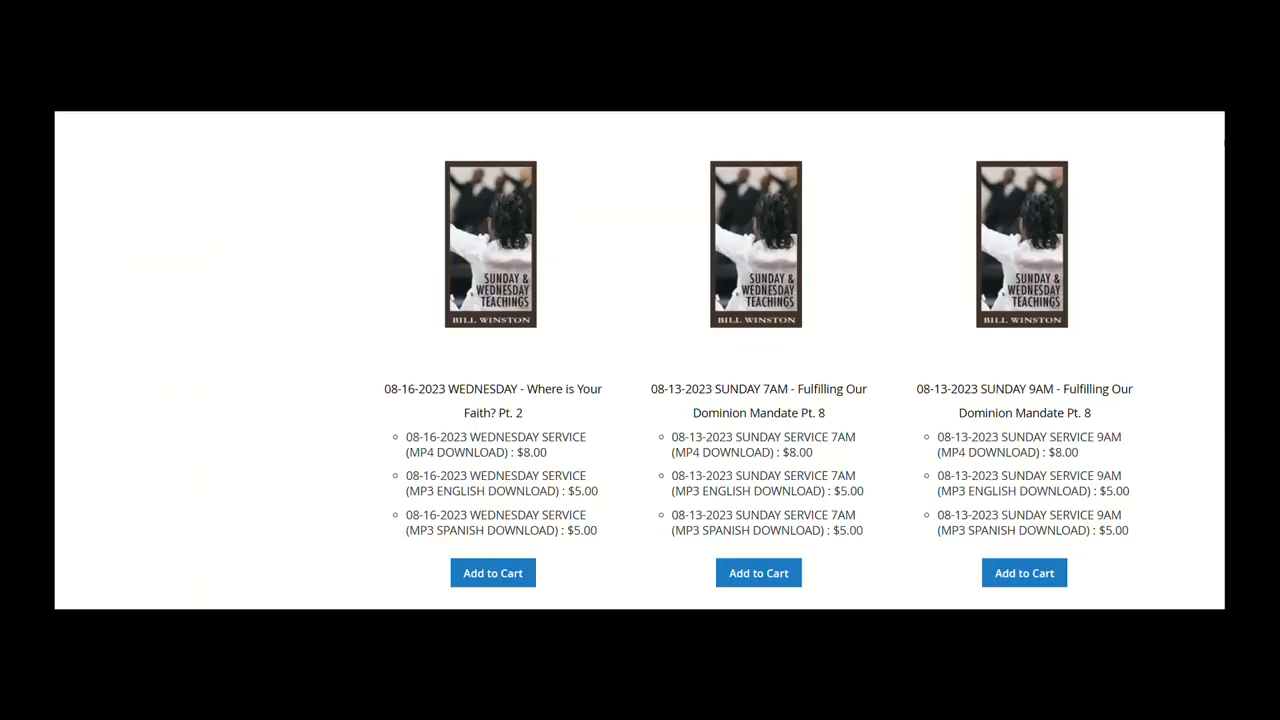 SUNDAY &
WEDNESDAY
TEACHINGS
BILL WINSTON
08-16-2023 WEDNESDAY - Where is Your
Faith? Pt. 2
08-16-2023 WEDNESDAY SERVICE
(MP4 DOWNLOAD) : $8.00
08-16-2023 WEDNESDAY SERVICE
(MP3 ENGLISH DOWNLOAD) : $5.00
08-16-2023 WEDNESDAY SERVICE
(MP3 SPANISH DOWNLOAD) : $5.00
Add to Cart
SUNDAY &
WEDNESDAY
TEACHINGS
BILL WINSTON
08-13-2023 SUNDAY 7AM - Fulfilling Our
Dominion Mandate Pt. 8
08-13-2023 SUNDAY SERVICE 7AM
(MP4 DOWNLOAD) : $8.00
08-13-2023 SUNDAY SERVICE 7AM
(MP3 ENGLISH DOWNLOAD) : $5.00
08-13-2023 SUNDAY SERVICE 7AM
(MP3 SPANISH DOWNLOAD) : $5.00
Add to Cart
SUNDAY &
WEDNESDAY
TEACHINGS
BILL WINSTON
08-13-2023 SUNDAY 9AM - Fulfilling Our
Dominion Mandate Pt. 8
08-13-2023 SUNDAY SERVICE 9AM
(MP4 DOWNLOAD) : $8.00
08-13-2023 SUNDAY SERVICE 9AM
(MP3 ENGLISH DOWNLOAD) : $5.00
08-13-2023 SUNDAY SERVICE 9AM
(MP3 SPANISH DOWNLOAD) : $5.00
Add to Cart